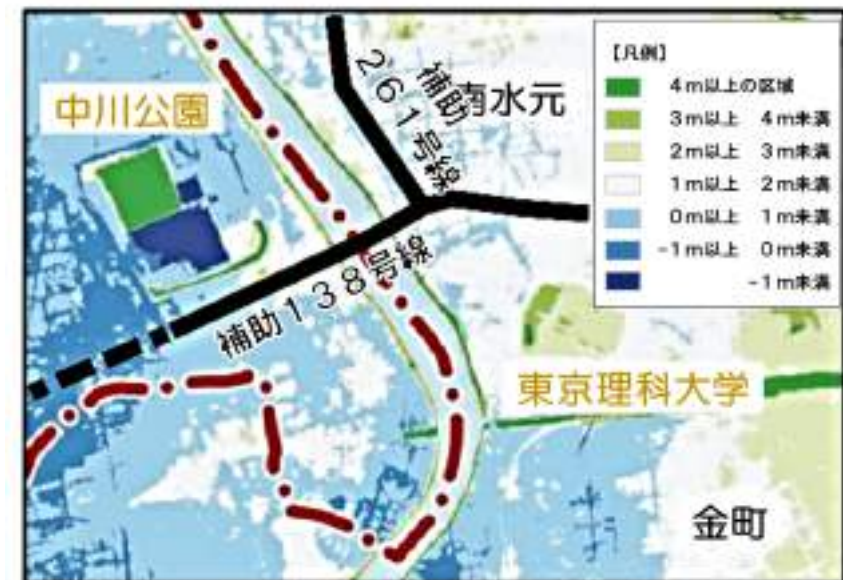 中川公園
補助
261号線
南水元
補助138号線
東京理科大学
金町
【凡例】
4m以上の区域
3m以上 4m未満
2m以上 3m未満
1m以上 2m未満
0m以上 1m未満
-1m以上 0m未満
-1m未満